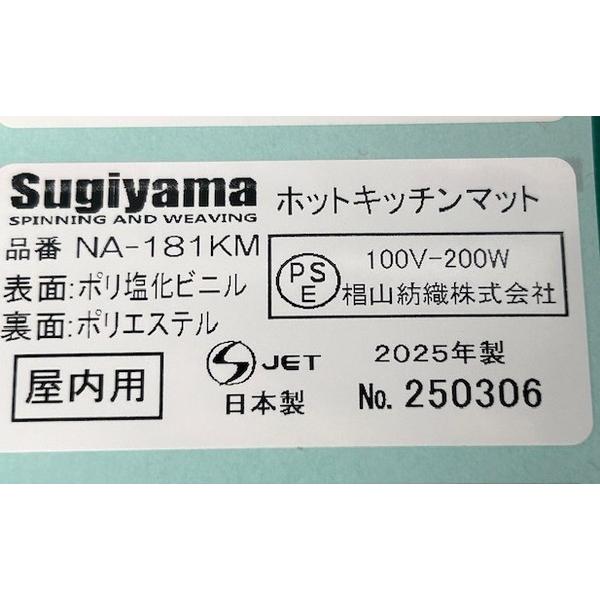 Sugiyama ホットキッチンマット
SPINNING AND WEAVING
品番 NA-181KM
表面:ポリ塩化ビニル
裏面:ポリエステル
屋内用
PSE
100V-200W
椙山紡織株式会社
S JET
日本製
2025年製
No. 250306